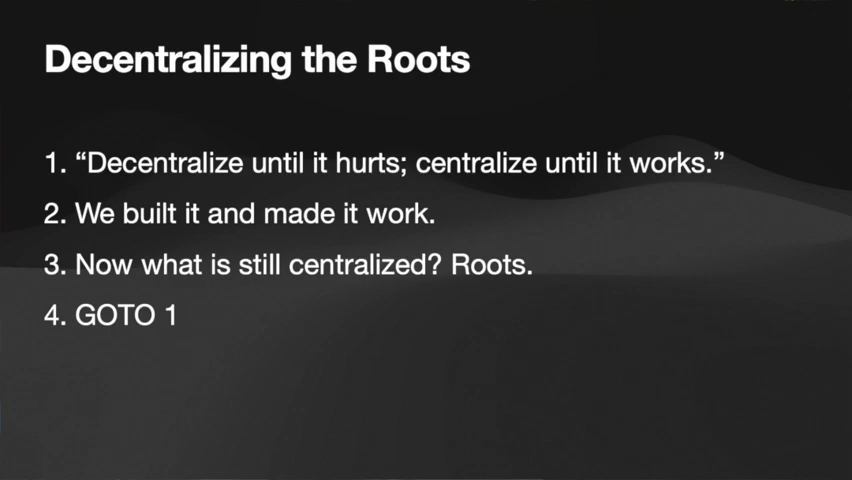 Decentralizing the Roots
1. “Decentralize until it hurts; centralize until it works.”
2. We built it and made it work.
3. Now what is still centralized? Roots.
4. GOTO 1